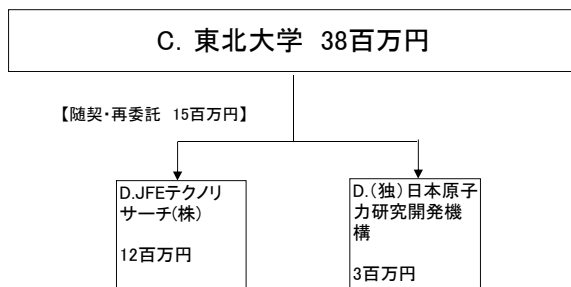 C. 東北大学 38百万円
【随契・再委託 15百万円】
D.JFEテクノリ
サーチ(株)
12百万円
D.(独)日本原子
力研究開発機
構
3百万円